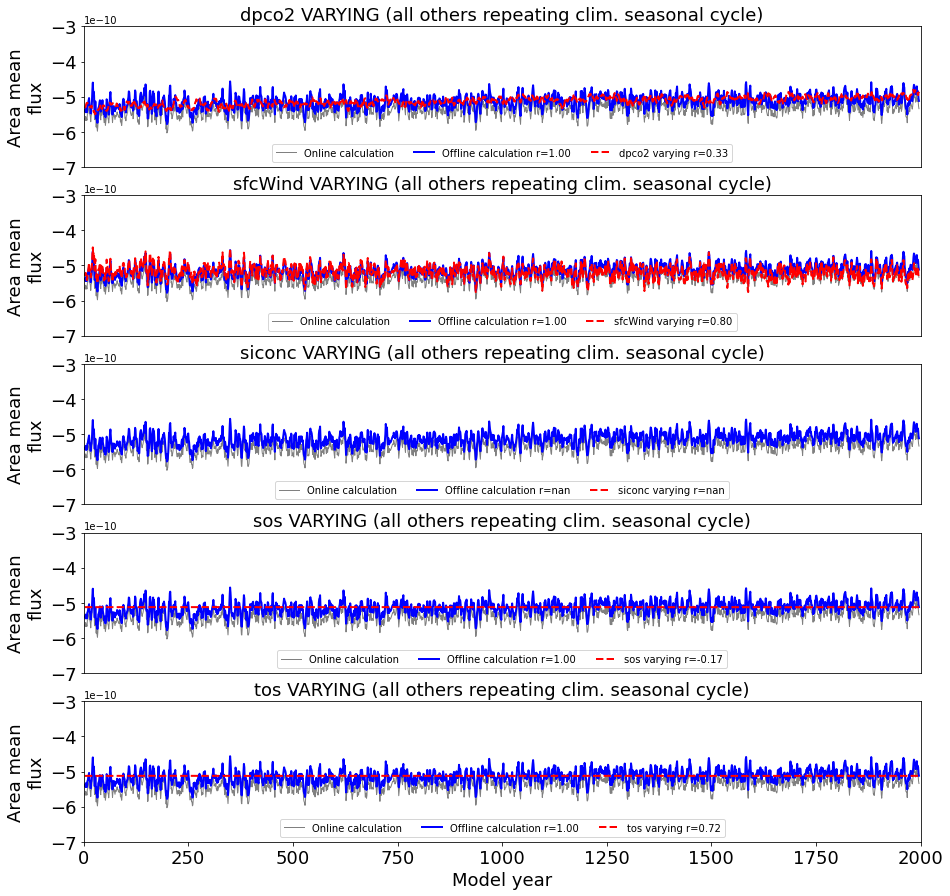 dpco2 VARYING (all others repeating clim. seasonal cycle)
1e−10
−3
−4
−5
−6
−7
Area mean
flux
Online calculation
Offline calculation r=1.00
dpco2 varying r=0.33
sfcWind VARYING (all others repeating clim. seasonal cycle)
1e−10
−3
−4
−5
−6
−7
Area mean
flux
Online calculation
Offline calculation r=1.00
sfcWind varying r=0.80
siconc VARYING (all others repeating clim. seasonal cycle)
1e−10
−3
−4
−5
−6
−7
Area mean
flux
Online calculation
Offline calculation r=nan
siconc varying r=nan
sos VARYING (all others repeating clim. seasonal cycle)
1e−10
−3
−4
−5
−6
−7
Area mean
flux
Online calculation
Offline calculation r=1.00
sos varying r=-0.17
tos VARYING (all others repeating clim. seasonal cycle)
1e−10
−3
−4
−5
−6
−7
Area mean
flux
Online calculation
Offline calculation r=1.00
tos varying r=0.72
0 250 500 750 1000 1250 1500 1750 2000
Model year